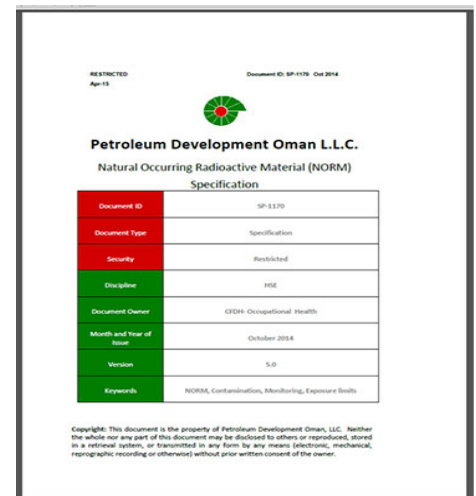 RESTRICTED Document ID: SP-1170 Oct 2014
Apr-15
Petroleum Development Oman L.L.C.
Natural Occurring Radioactive Material (NORM)
Specification
Document ID SP-1170
Document Type Specification
Security Restricted
Discipline HSE
Document Owner CFDH- Occupational Health
Month and Year of
Issue October 2014
Version 5.0
Keywords NORM, Contamination, Monitoring, Exposure limits
Copyright: This document is the property of Petroleum Development Oman, LLC. Neither
the whole nor any part of this document may be disclosed to others or reproduced, stored
in a retrieval system, or transmitted in any form by any means (electronic, mechanical,
reprographic recording or otherwise) without prior written consent of the owner.